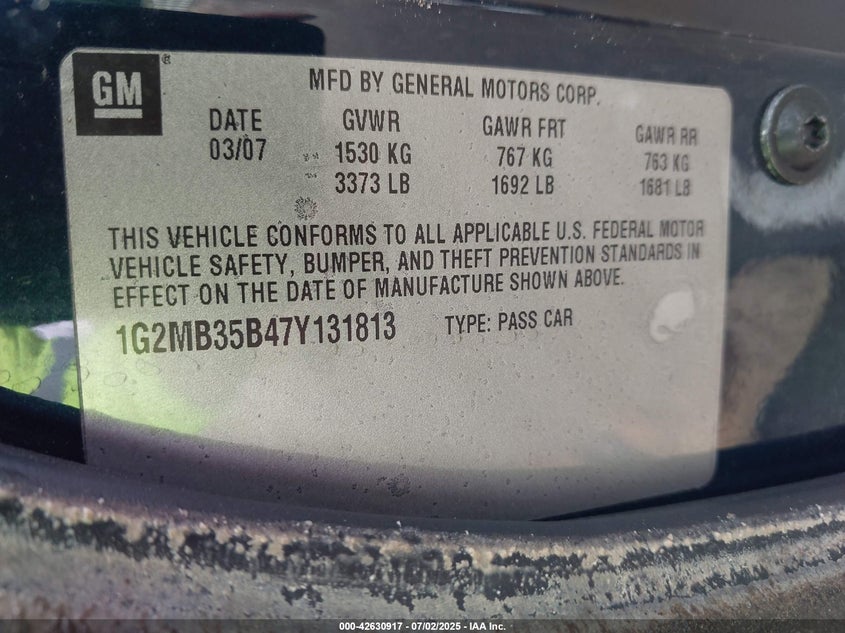 GM®
MFD BY GENERAL MOTORS CORP.
DATE GVWR GAWR FRT GAWR RR
03/07 1530 KG 767 KG 763 KG
3373 LB 1692 LB 1681 LB
THIS VEHICLE CONFORMS TO ALL APPLICABLE U.S. FEDERAL MOTOR
VEHICLE SAFETY, BUMPER, AND THEFT PREVENTION STANDARDS IN
EFFECT ON THE DATE OF MANUFACTURE SHOWN ABOVE.
1G2MB35B47Y131813 TYPE: PASS CAR
000-42630917 / 07/02/2025 - IAA Inc.